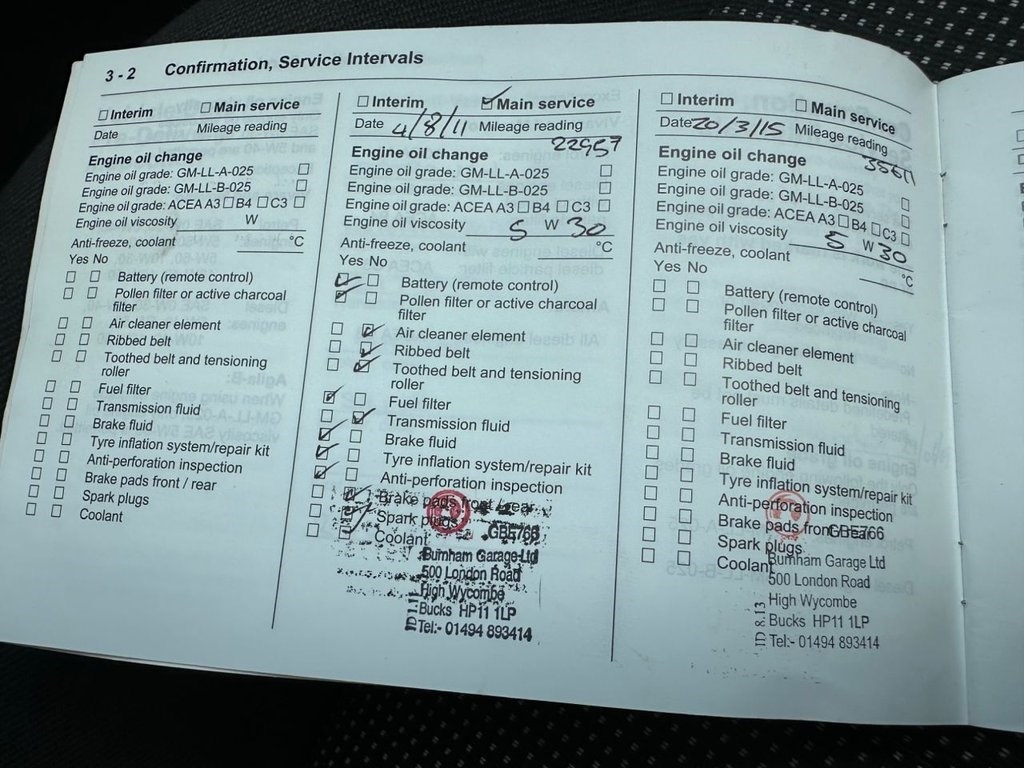 3 - 2 Confirmation, Service Intervals
Interim Main service
Date Mileage reading
Engine oil change
Engine oil grade: GM-LL-A-025
Engine oil grade: GM-LL-B-025
Engine oil grade: ACEA A3 B4 C3
Engine oil viscosity W
Anti-freeze, coolant °C
Yes No
Battery (remote control)
Pollen filter or active charcoal
filter
Air cleaner element
Ribbed belt
Toothed belt and tensioning
roller
Fuel filter
Transmission fluid
Brake fluid
Tyre inflation system/repair kit
Anti-perforation inspection
Brake pads front / rear
Spark plugs
Coolant
Interim Main service
Date 4/8/11 Mileage reading
22957
Engine oil change
Engine oil grade: GM-LL-A-025
Engine oil grade: GM-LL-B-025
Engine oil grade: ACEA A3 B4 C3
Engine oil viscosity 5 W 30
Anti-freeze, coolant °C
Yes No
Battery (remote control)
Pollen filter or active charcoal
filter
Air cleaner element
Ribbed belt
Toothed belt and tensioning
roller
Fuel filter
Transmission fluid
Brake fluid
Tyre inflation system/repair kit
Anti-perforation inspection
Brake pads front / rear
Spark plugs
Coolant
GBE766
Burnham Garage Ltd
500 London Road
High Wycombe
Bucks HP11 1LP
Tel:- 01494 893414
Interim Main service
Date 20/3/15 Mileage reading
Engine oil change
Engine oil grade: GM-LL-A-025
Engine oil grade: GM-LL-B-025
Engine oil grade: ACEA A3 B4 C3
Engine oil viscosity 5 W 30
Anti-freeze, coolant °C
Yes No
Battery (remote control)
Pollen filter or active charcoal
filter
Air cleaner element
Ribbed belt
Toothed belt and tensioning
roller
Fuel filter
Transmission fluid
Brake fluid
Tyre inflation system/repair kit
Anti-perforation inspection
Brake pads front / rear
Spark plugs
Coolant
GBE766
Burnham Garage Ltd
500 London Road
High Wycombe
Bucks HP11 1LP
Tel:- 01494 893414